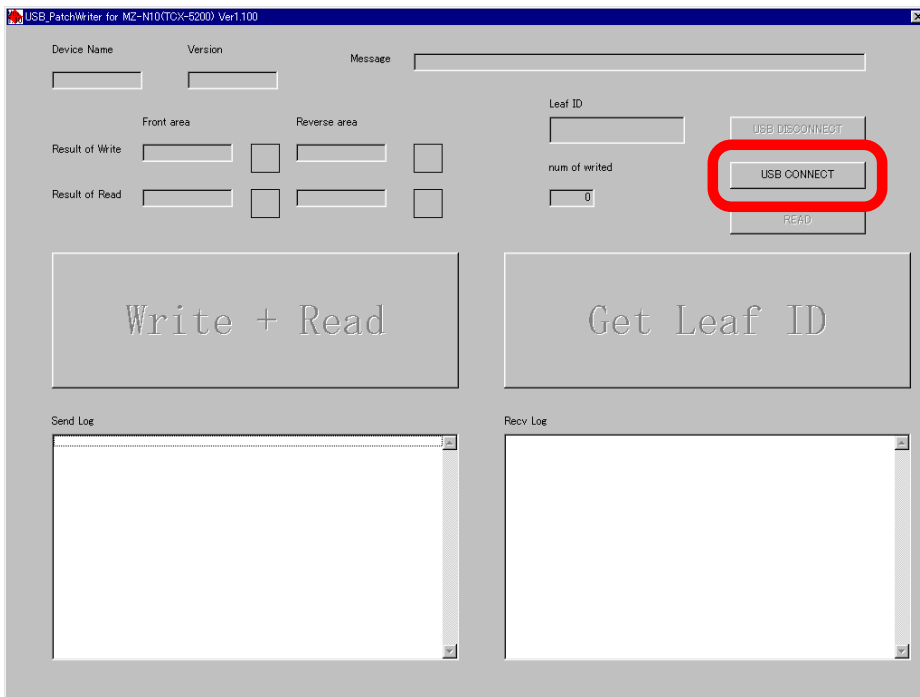 USB_PatchWriter for MZ-N10(TCX-5200) Ver1.100
Device Name Version Message
Leaf ID
USB DISCONNECT
Front area Reverse area
Result of Write
num of writed
USB CONNECT
Result of Read
0
READ
Write + Read Get Leaf ID
Send Log Recv Log